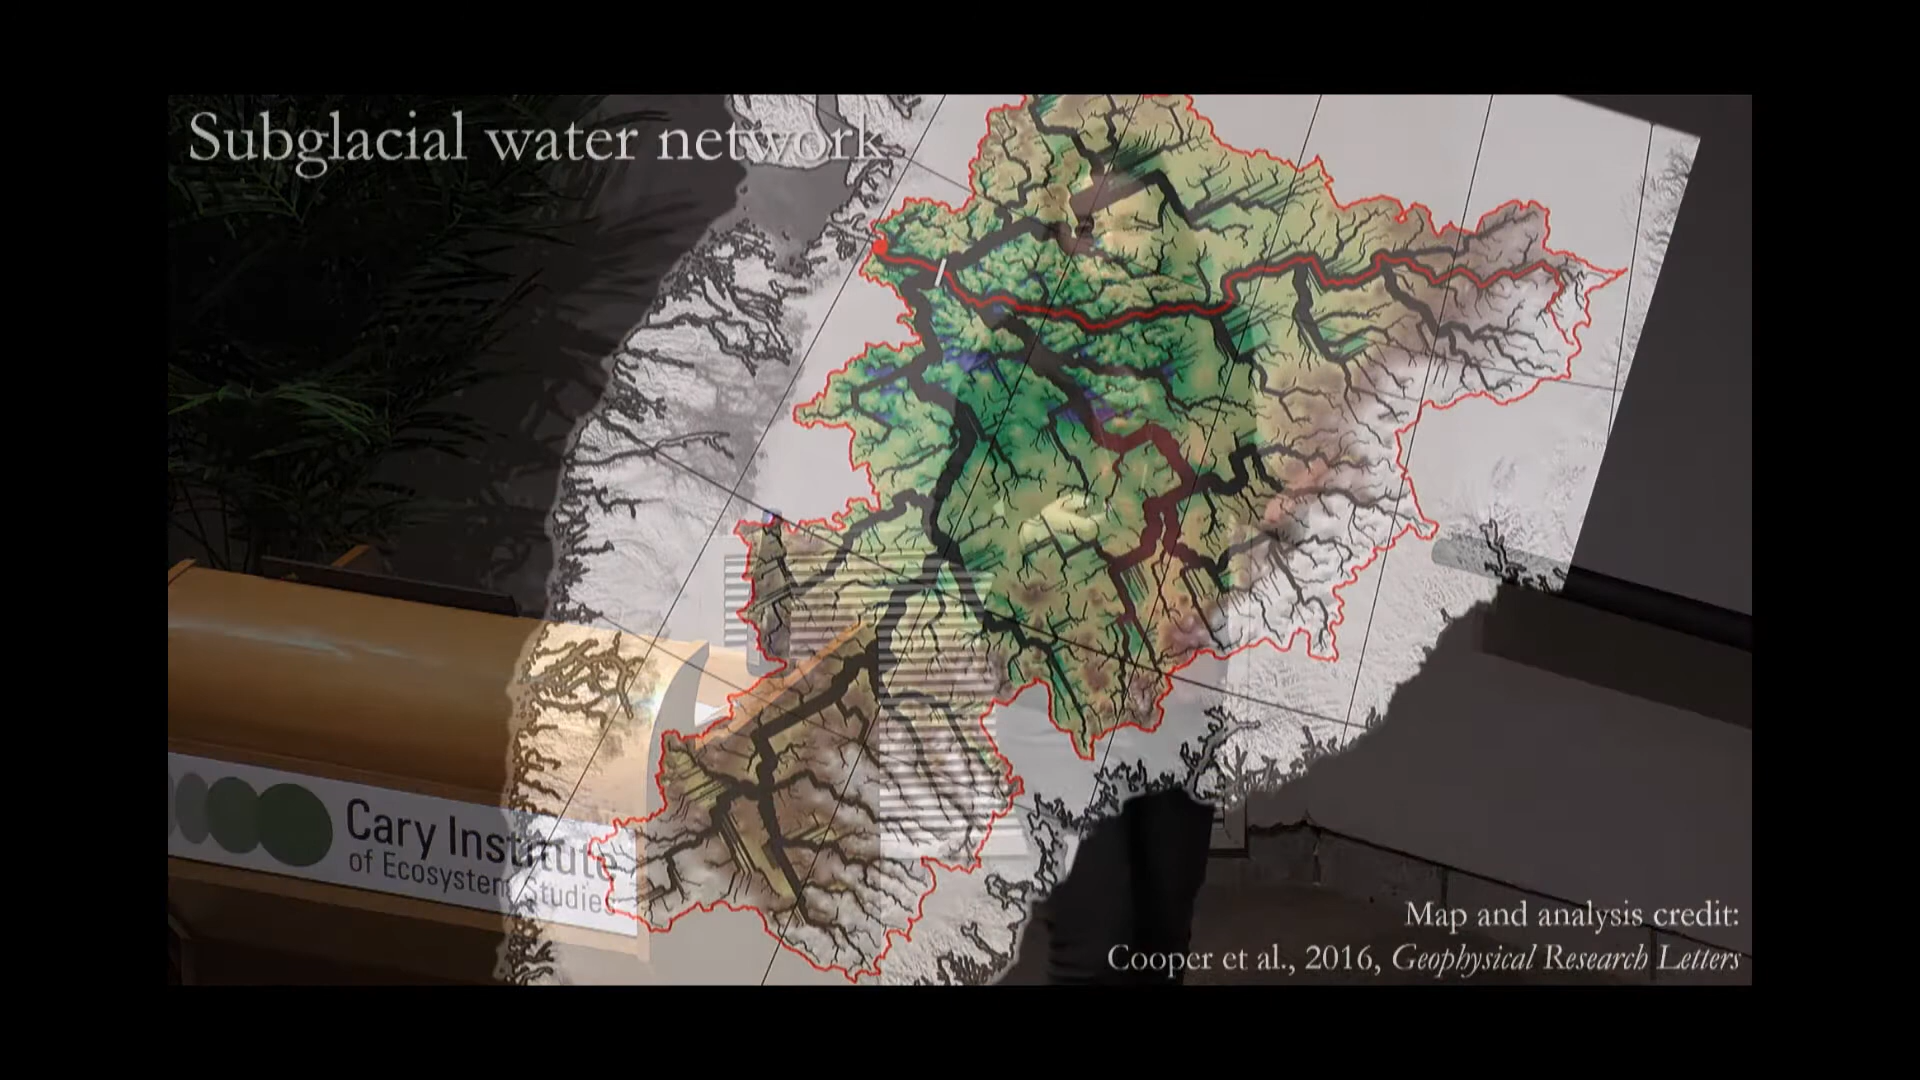 Subglacial water network
Cary Institute
of Ecosystem Studies
Map and analysis credit:
Cooper et al., 2016, Geophysical Research Letters